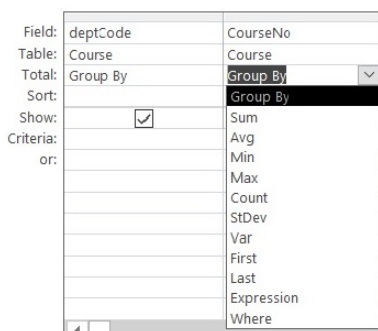 Field: deptCode CourseNo
Table: Course Course
Total: Group By Group By
Sort: Group By
Show: Sum
Criteria: Avg
or: Min
Max
Count
StDev
Var
First
Last
Expression
Where